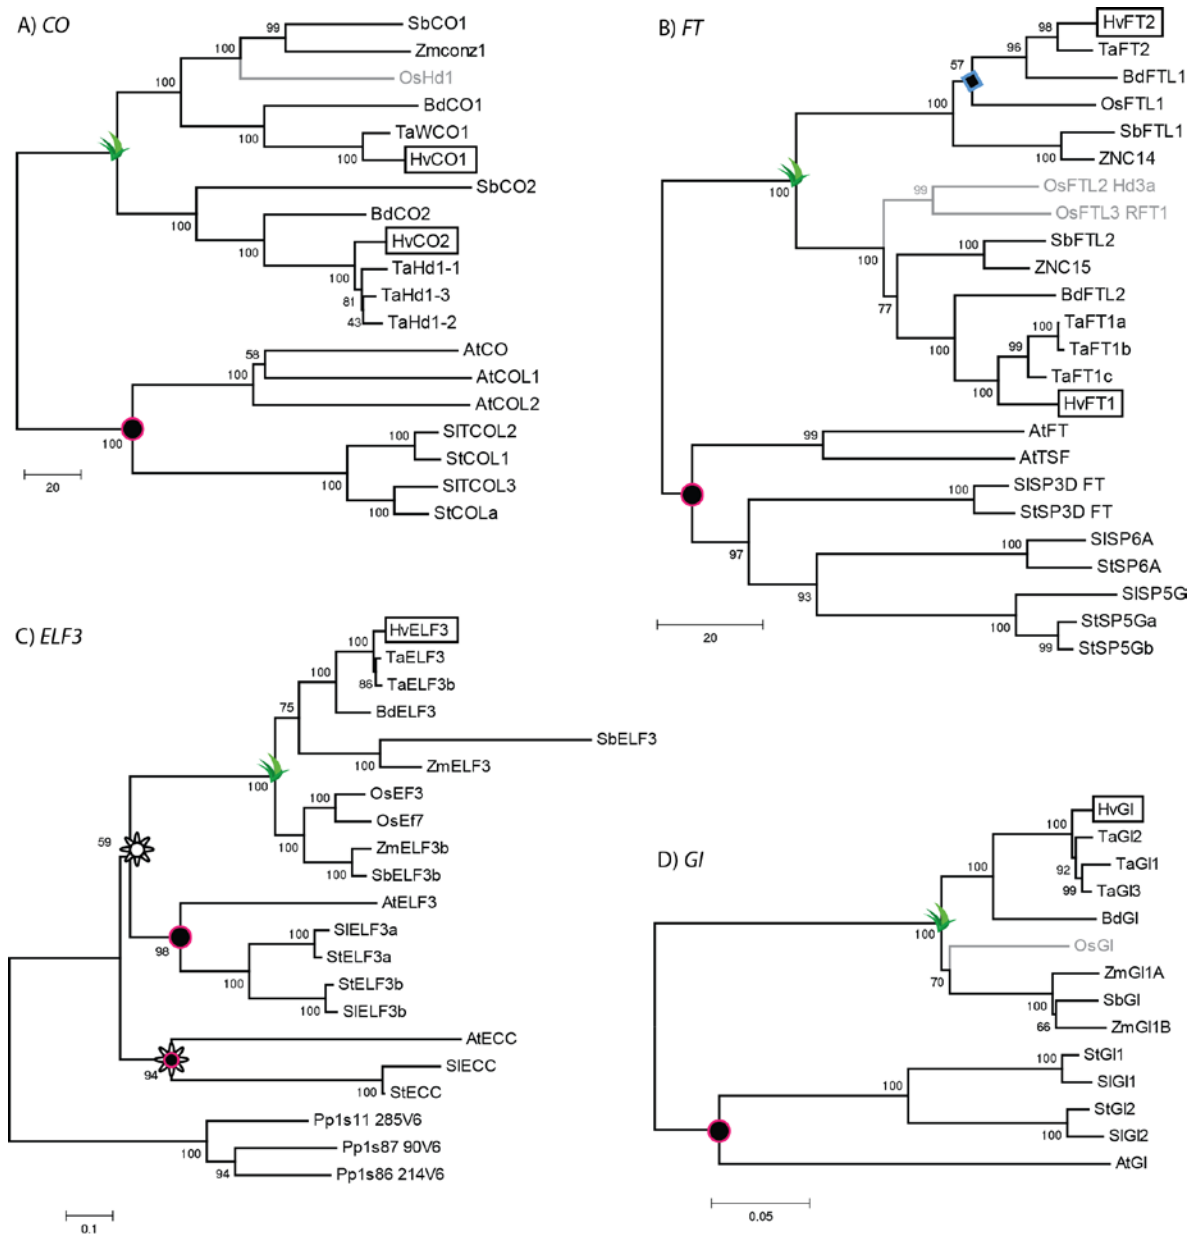 A) CO
99
SbCO1
100
Zmconz1
OsHd1
100
BdCO1
100
TaWCO1
100
HvCO1
SbCO2
100
BdCO2
100
HvCO2
100
TaHd1-1
81
TaHd1-3
43
TaHd1-2
58
AtCO
100
AtCOL1
AtCOL2
100
100
SlTCOL2
StCOL1
100
SlTCOL3
100
StCOLa
20
B) FT
98
HvFT2
96
TaFT2
57
BdFTL1
100
OsFTL1
SbFTL1
100
ZNC14
100
99
OsFTL2 Hd3a
OsFTL3 RFT1
100
100
SbFTL2
ZNC15
77
BdFTL2
100
TaFT1a
99
TaFT1b
100
TaFT1c
100
HvFT1
99
AtFT
AtTSF
100
SlSP3D FT
StSP3D FT
97
100
SlSP6A
StSP6A
93
SlSP5G
100
StSP5Ga
99
StSP5Gb
20
C) ELF3
100
HvELF3
TaELF3
100
86
TaELF3b
75
BdELF3
SbELF3
100
ZmELF3
100
100
OsEF3
OsEf7
100
ZmELF3b
100
SbELF3b
59
AtELF3
98
100
SlELF3a
StELF3a
100
StELF3b
100
SlELF3b
AtECC
94
SlECC
100
StECC
Pp1s11 285V6
100
Pp1s87 90V6
94
Pp1s86 214V6
0.1
D) GI
100
HvGI
TaGI2
100
92
TaGI1
99
TaGI3
BdGI
100
OsGI
70
ZmGI1A
100
SbGI
66
ZmGI1B
100
StGI1
SlGI1
100
StGI2
100
SlGI2
AtGI
0.05